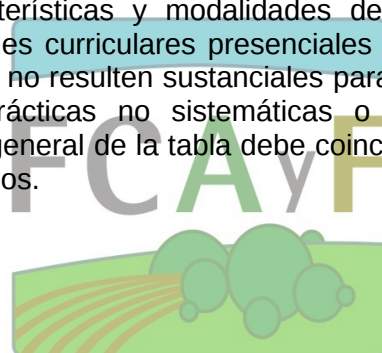 terísticas y modalidades de
es curriculares presenciales
no resulten sustanciales para
rácticas no sistemáticas o
general de la tabla debe coinc
os.
FCAyF